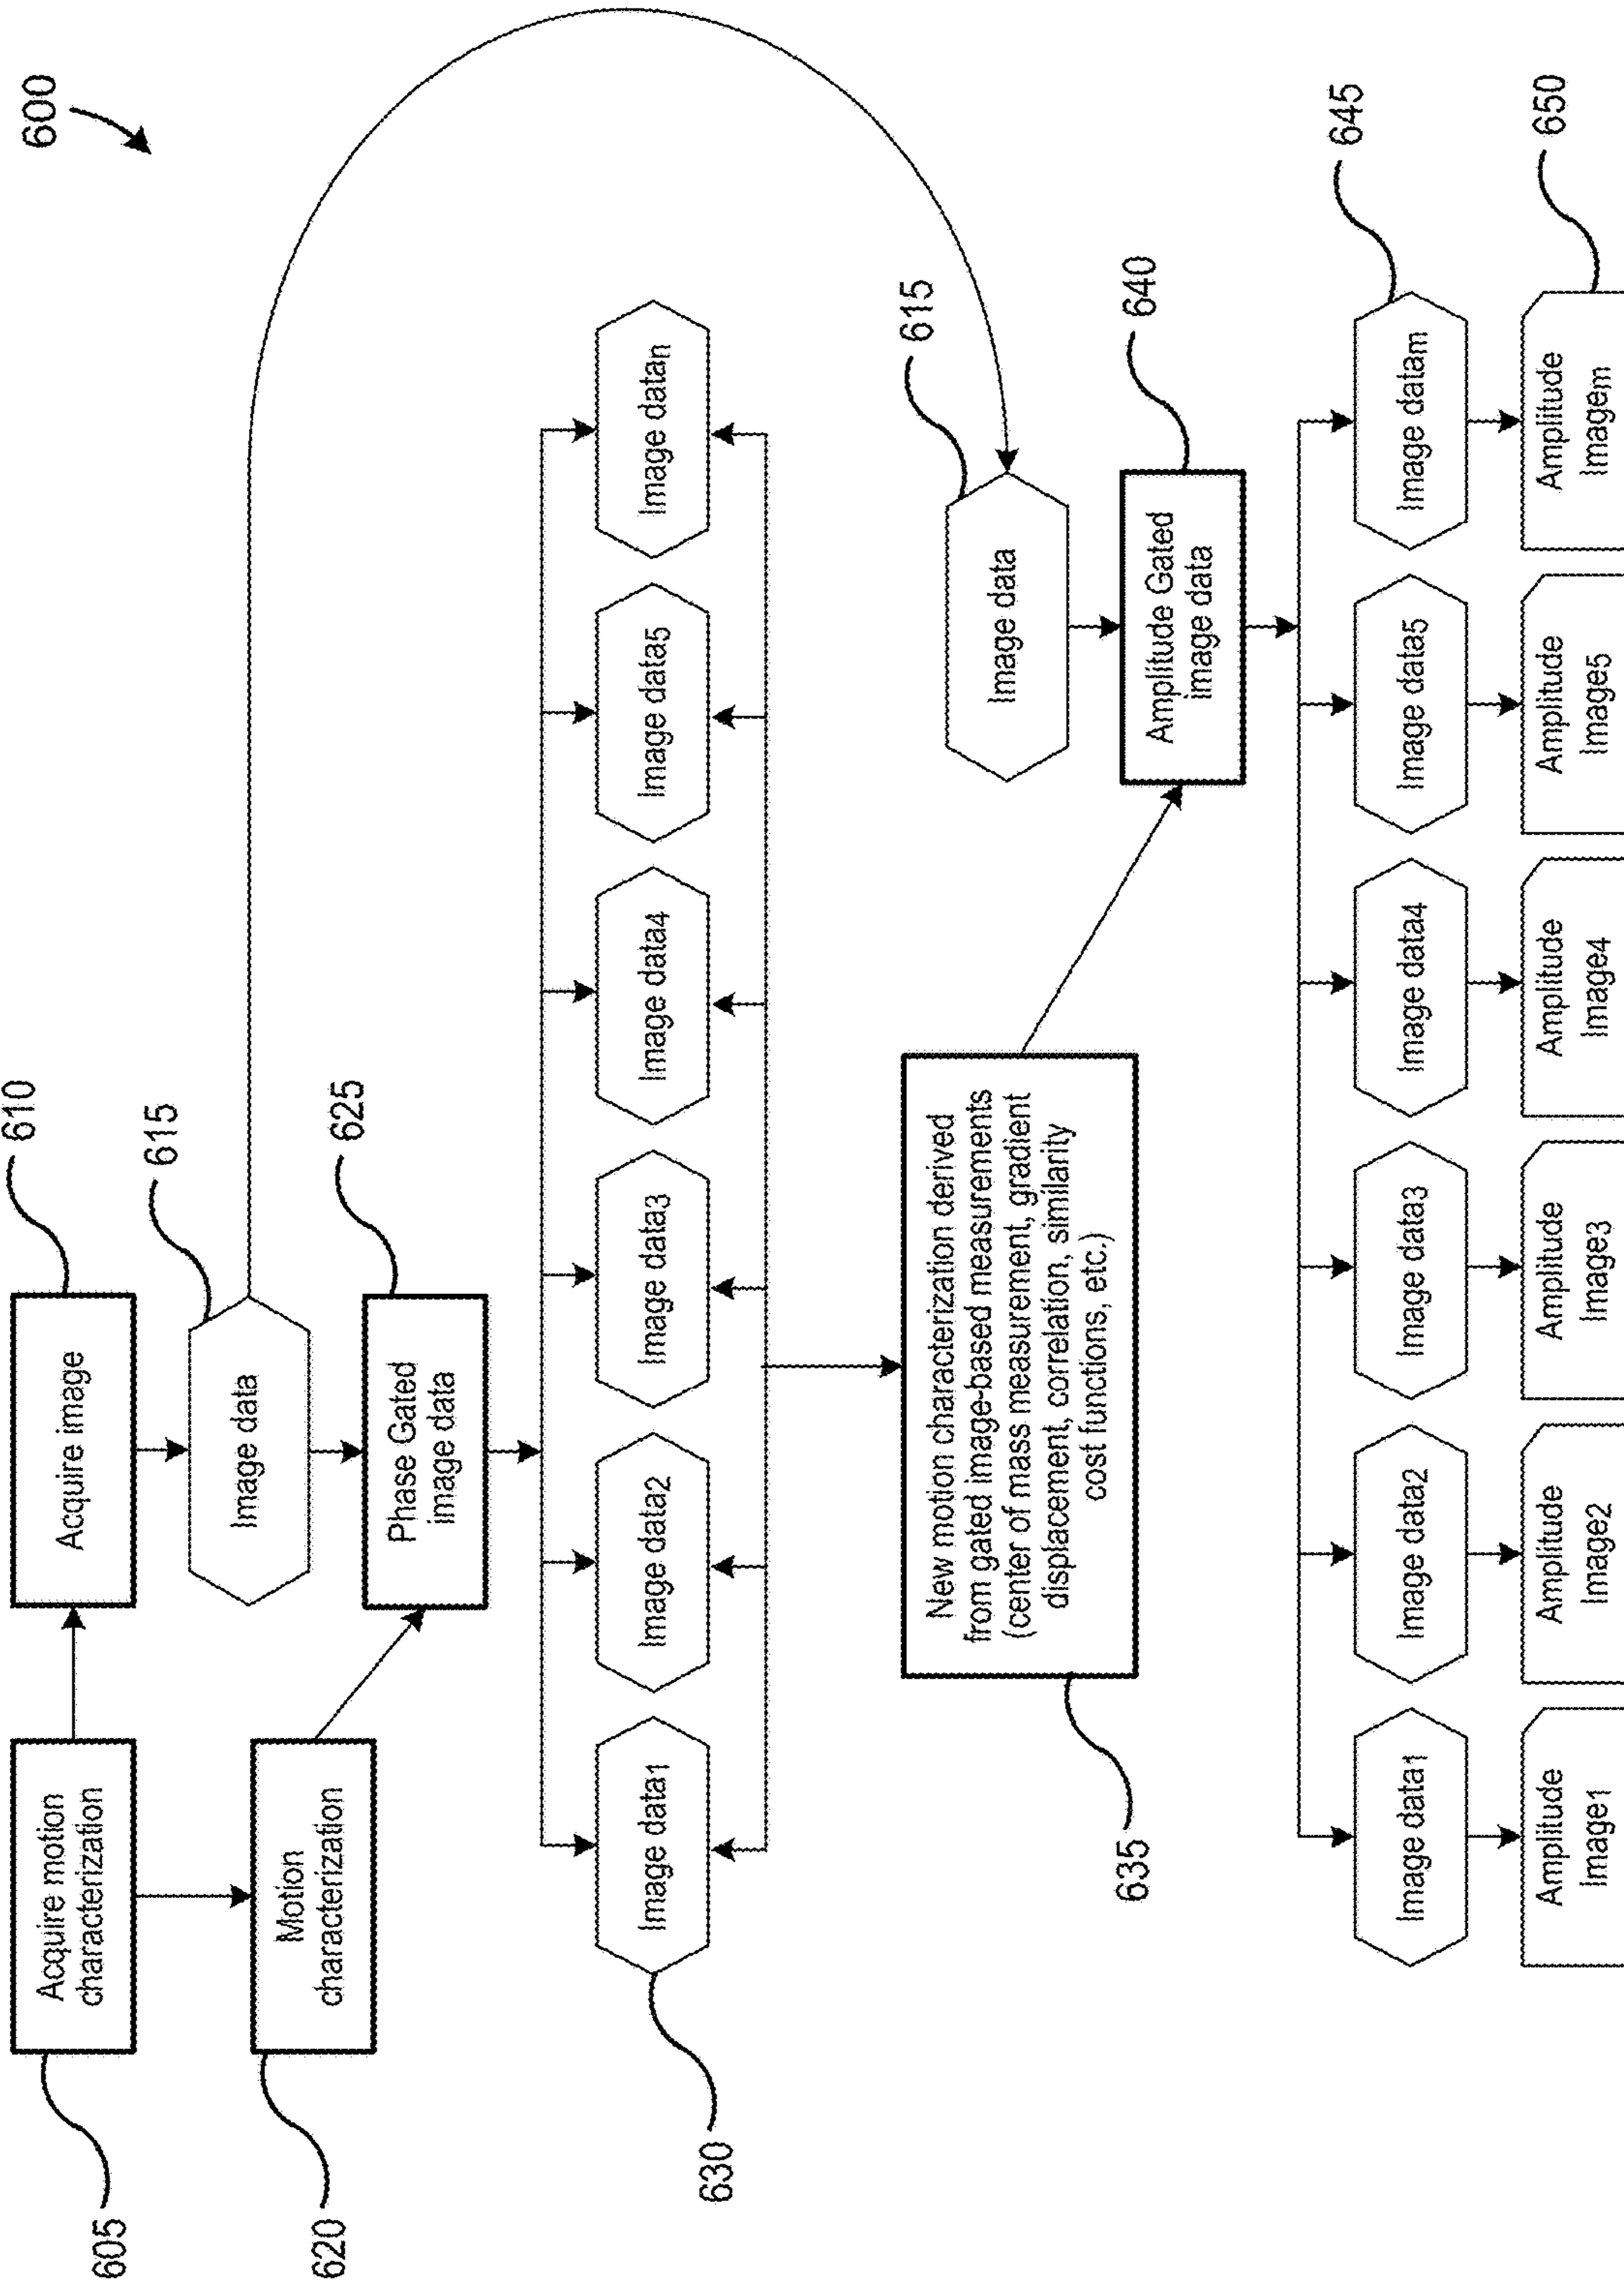 600
605
Acquire motion
characterization
Acquire image
610
615
Image data
620
Motion
characterization
Phase Gated
image data
625
630
Image data1
Image data2
Image data3
Image data4
Image data5
Image datan
635
New motion characterization derived
from gated image-based measurements
(center of mass measurement, gradient
displacement, correlation, similarity
cost functions, etc.)
615
Image data
640
Amplitude Gated
image data
645
Image data1
Image data2
Image data3
Image data4
Image data5
Image datam
650
Amplitude
Image1
Amplitude
Image2
Amplitude
Image3
Amplitude
Image4
Amplitude
Image5
Amplitude
Imagem